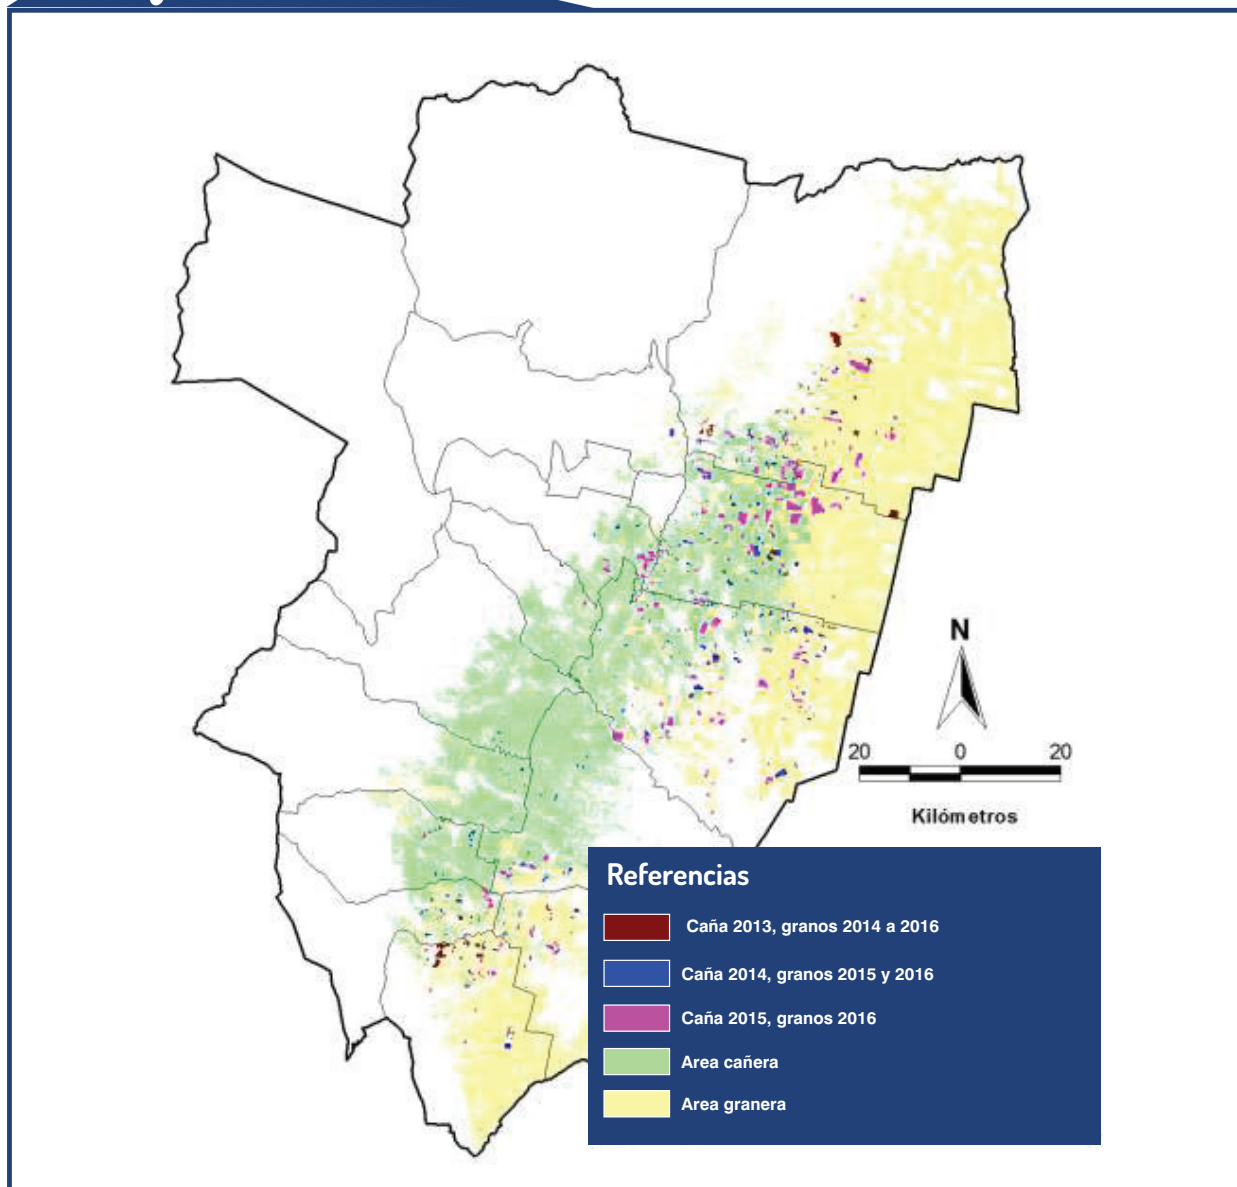 N
20 0 20
Kilómetros
Referencias
Caña 2013, granos 2014 a 2016
Caña 2014, granos 2015 y 2016
Caña 2015, granos 2016
Area cañera
Area granera